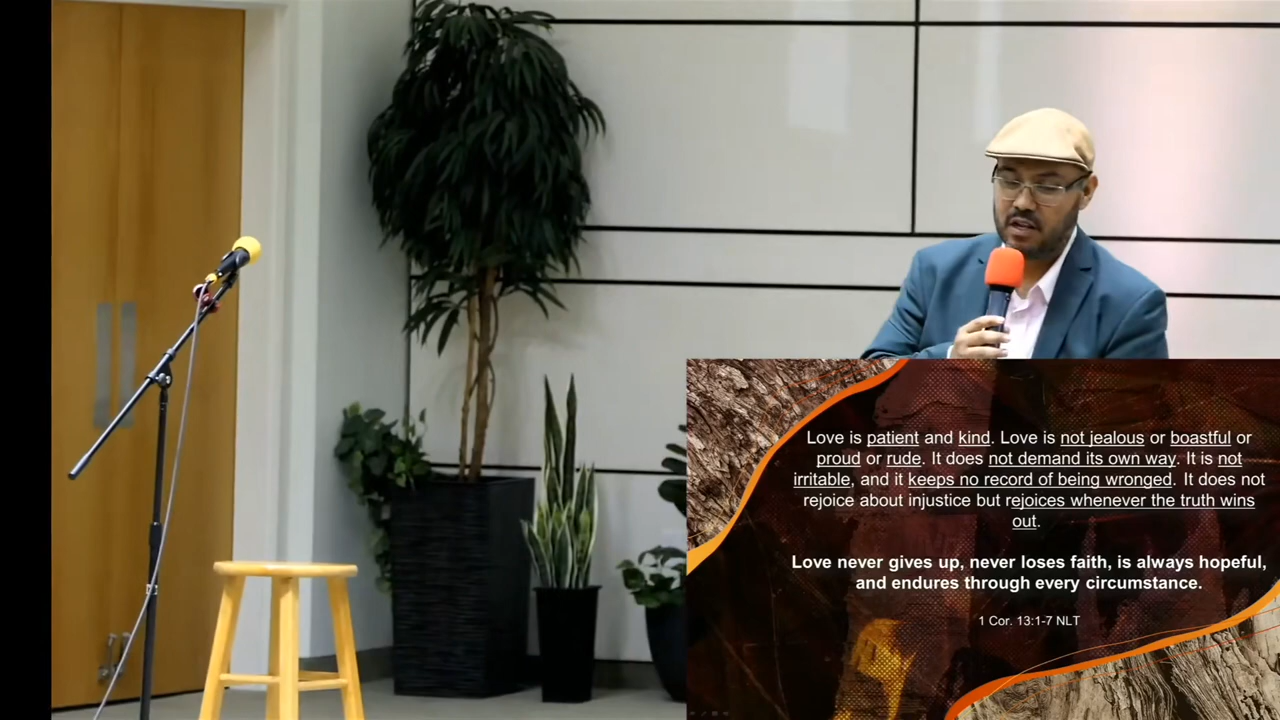 Love is patient and kind. Love is not jealous or boastful or
proud or rude. It does not demand its own way. It is not
irritable, and it keeps no record of being wronged. It does not
rejoice about injustice but rejoices whenever the truth wins
out.
Love never gives up, never loses faith, is always hopeful,
and endures through every circumstance.
1 Cor. 13:1-7 NLT